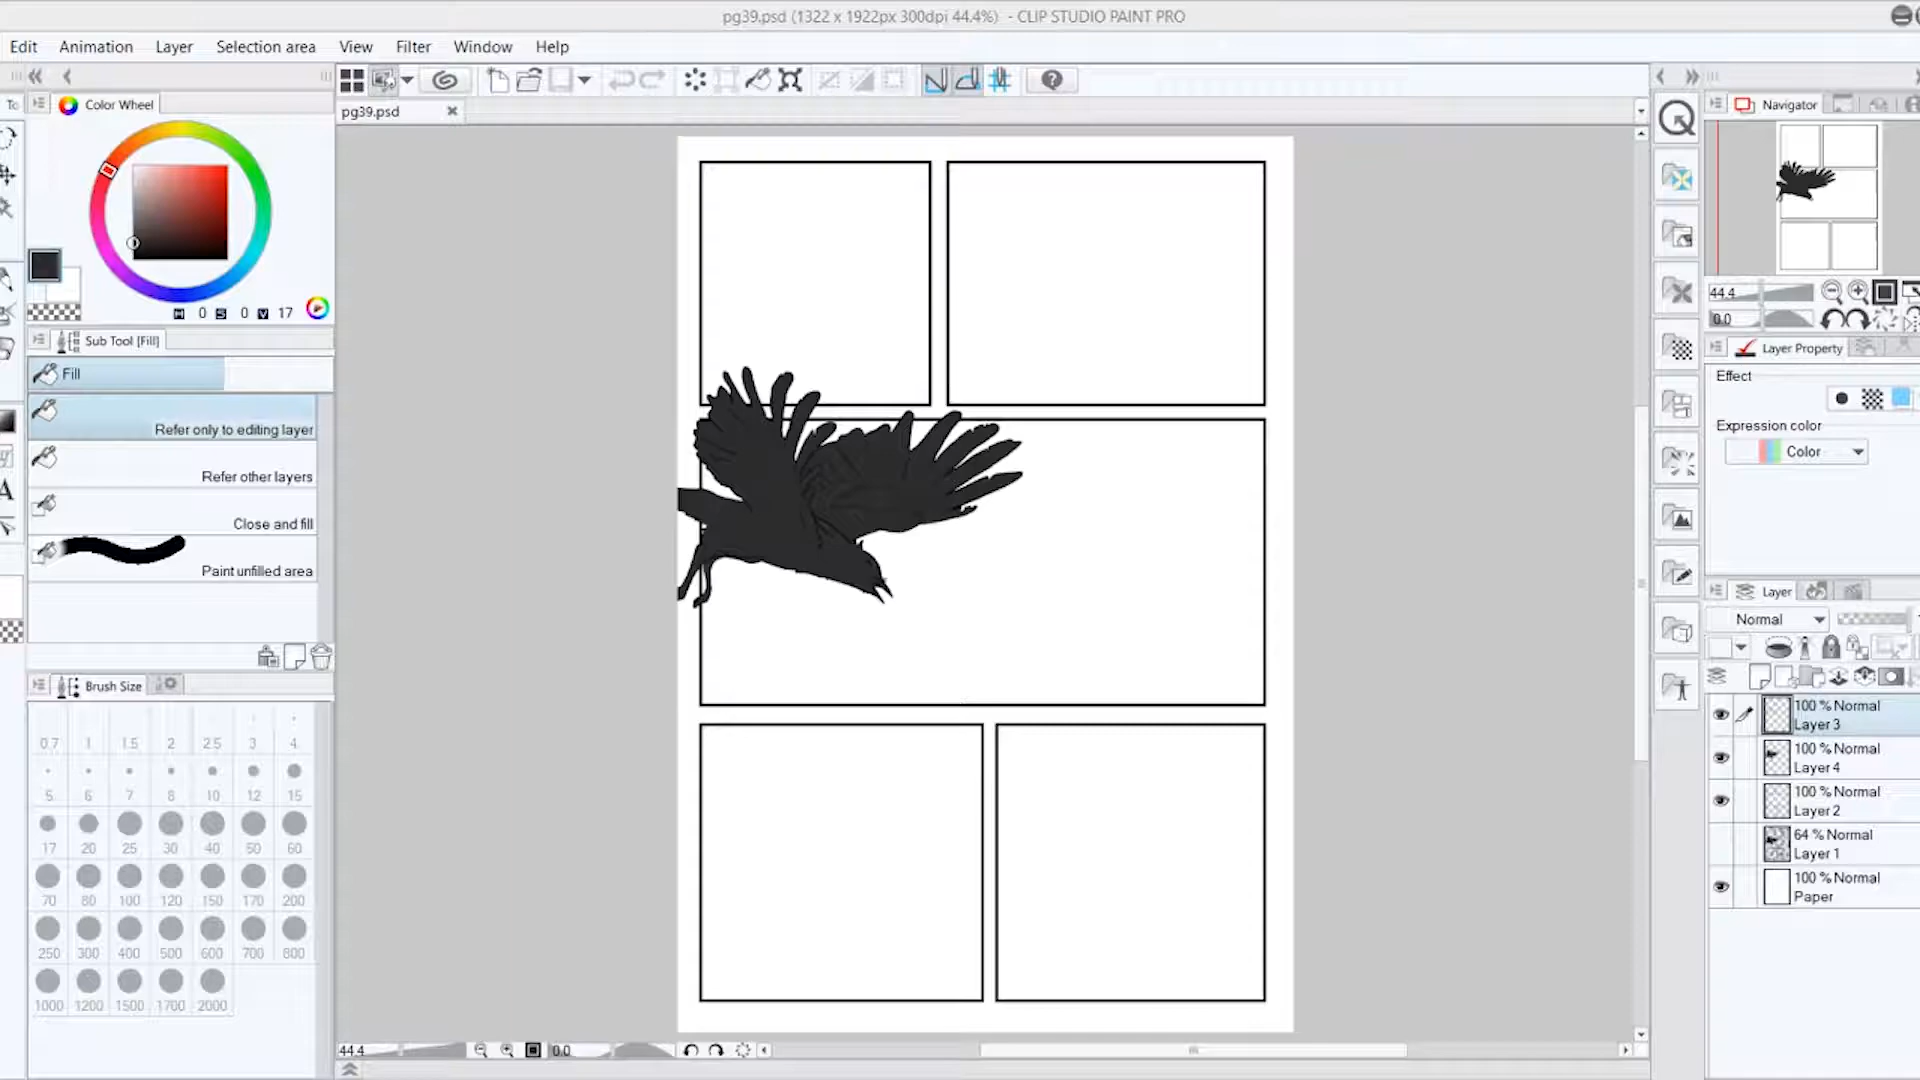 pg39.psd (1322 x 1922px 300dpi 44.4%) - CLIP STUDIO PAINT PRO
Edit Animation Layer Selection area View Filter Window Help
To
Color Wheel
pg39.psd
Navigator
H 0 S 0 V 17
44.4
0.0
Sub Tool [Fill]
Fill
Refer only to editing layer
Refer other layers
Close and fill
Paint unfilled area
Layer Property
Effect
Expression color
Color
Brush Size
0.7 1 1.5 2 2.5 3 4
5 6 7 8 10 12 15
17 20 25 30 40 50 60
70 80 100 120 150 170 200
250 300 400 500 600 700 800
1000 1200 1500 1700 2000
Layer
Normal
100 % Normal
Layer 3
100 % Normal
Layer 4
100 % Normal
Layer 2
64 % Normal
Layer 1
100 % Normal
Paper
44.4 0.0